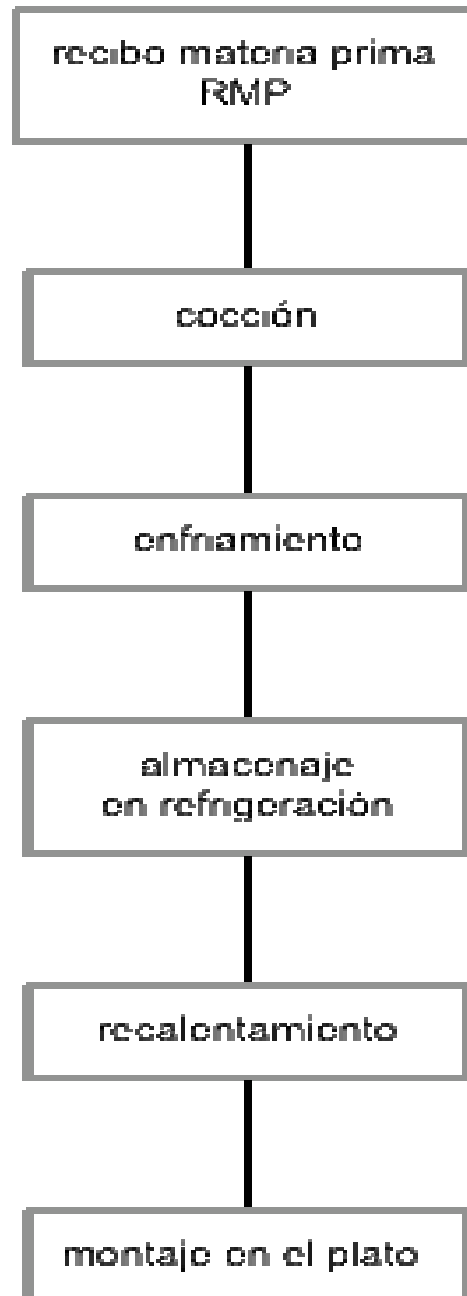 recibo materia prima
RMP
cocción
enfriamiento
almacenaje
en refrigeración
recalentamiento
montaje en el plato